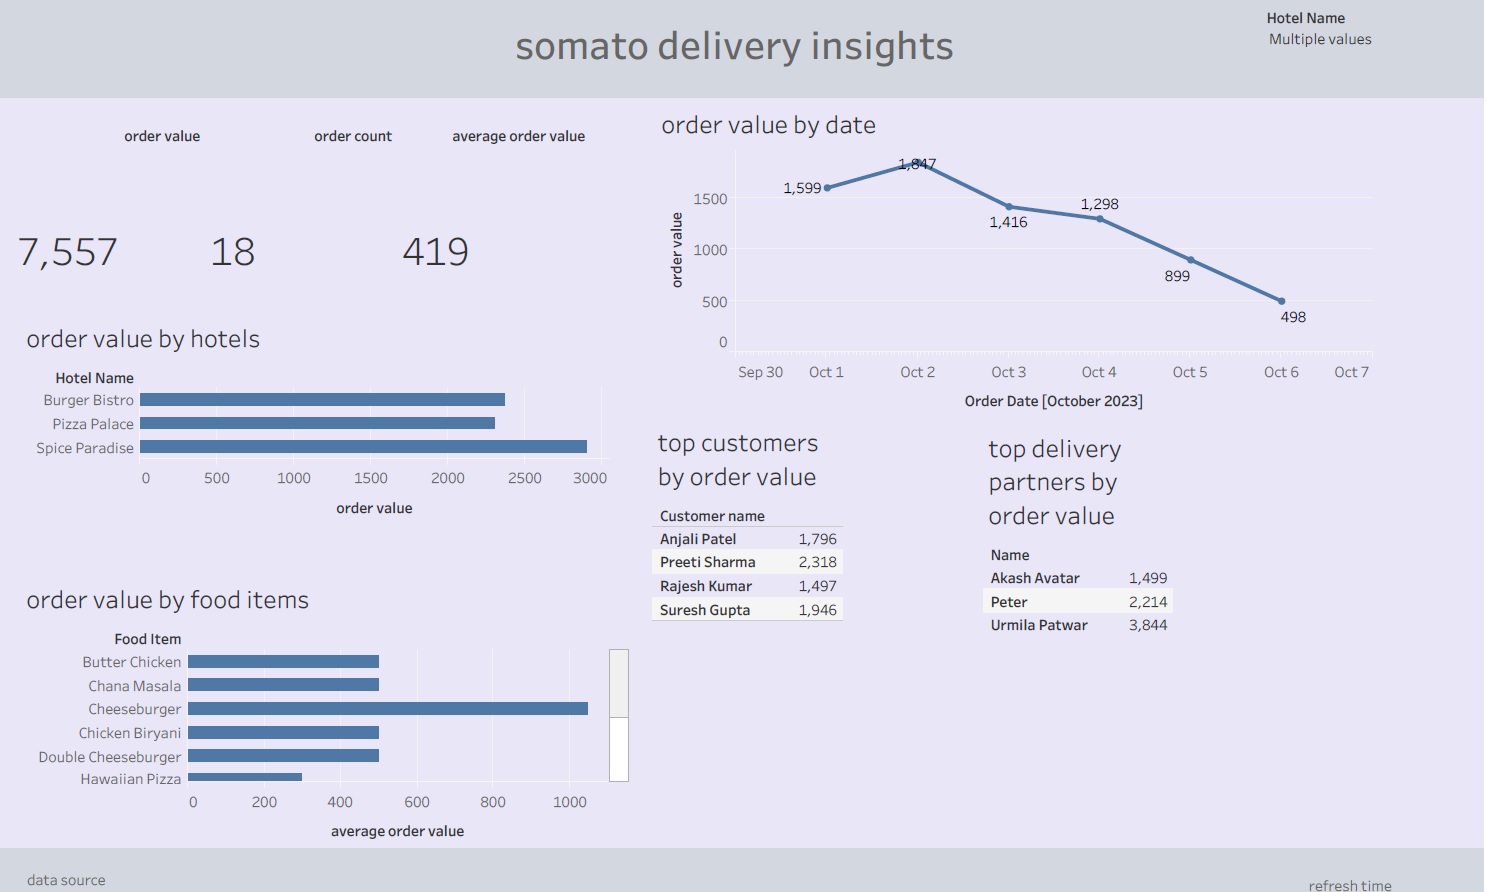 somato delivery insights
Hotel Name
Multiple values
order value
order count
average order value
7,557
18
419
order value by date
order value
1500
1000
500
0
1,599
1,847
1,416
1,298
899
498
Sep 30
Oct 1
Oct 2
Oct 3
Oct 4
Oct 5
Oct 6
Oct 7
Order Date [October 2023]
order value by hotels
Hotel Name
Burger Bistro
Pizza Palace
Spice Paradise
0
500
1000
1500
2000
2500
3000
order value
order value by food items
Food Item
Butter Chicken
Chana Masala
Cheeseburger
Chicken Biryani
Double Cheeseburger
Hawaiian Pizza
0
200
400
600
800
1000
average order value
top customers
by order value
Customer name
Anjali Patel 1,796
Preeti Sharma 2,318
Rajesh Kumar 1,497
Suresh Gupta 1,946
top delivery
partners by
order value
Name
Akash Avatar 1,499
Peter 2,214
Urmila Patwar 3,844
data source
refresh time